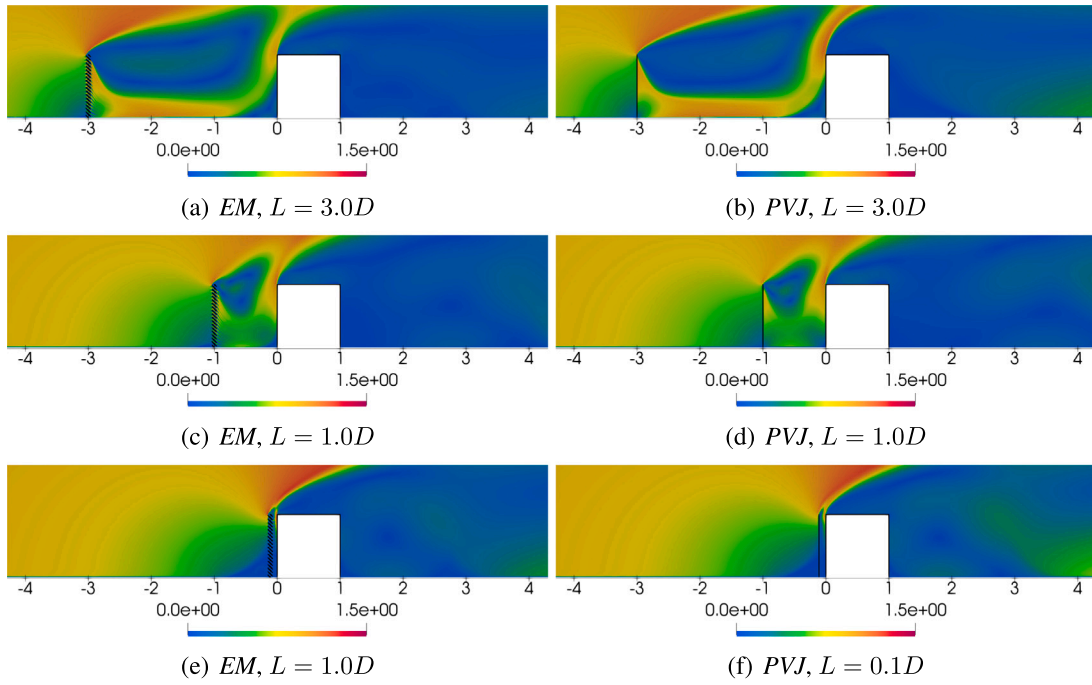 -4 -3 -2 -1 0 1 2 3 4
0.0e+00 1.5e+00
(a) EM, L = 3.0D
-4 -3 -2 -1 0 1 2 3 4
0.0e+00 1.5e+00
(b) PVJ, L = 3.0D
-4 -3 -2 -1 0 1 2 3 4
0.0e+00 1.5e+00
(c) EM, L = 1.0D
-4 -3 -2 -1 0 1 2 3 4
0.0e+00 1.5e+00
(d) PVJ, L = 1.0D
-4 -3 -2 -1 0 1 2 3 4
0.0e+00 1.5e+00
(e) EM, L = 1.0D
-4 -3 -2 -1 0 1 2 3 4
0.0e+00 1.5e+00
(f) PVJ, L = 0.1D